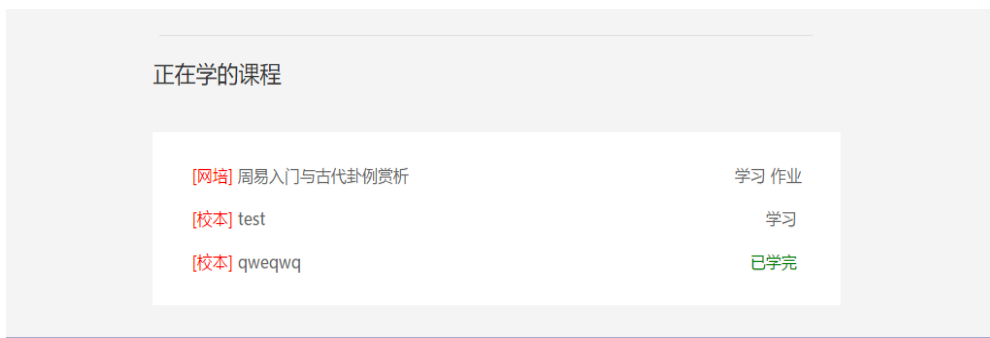 正在学的课程
[网培] 周易入门与古代卦例赏析 学习 作业
[校本] test 学习
[校本] qweqwq 已学完